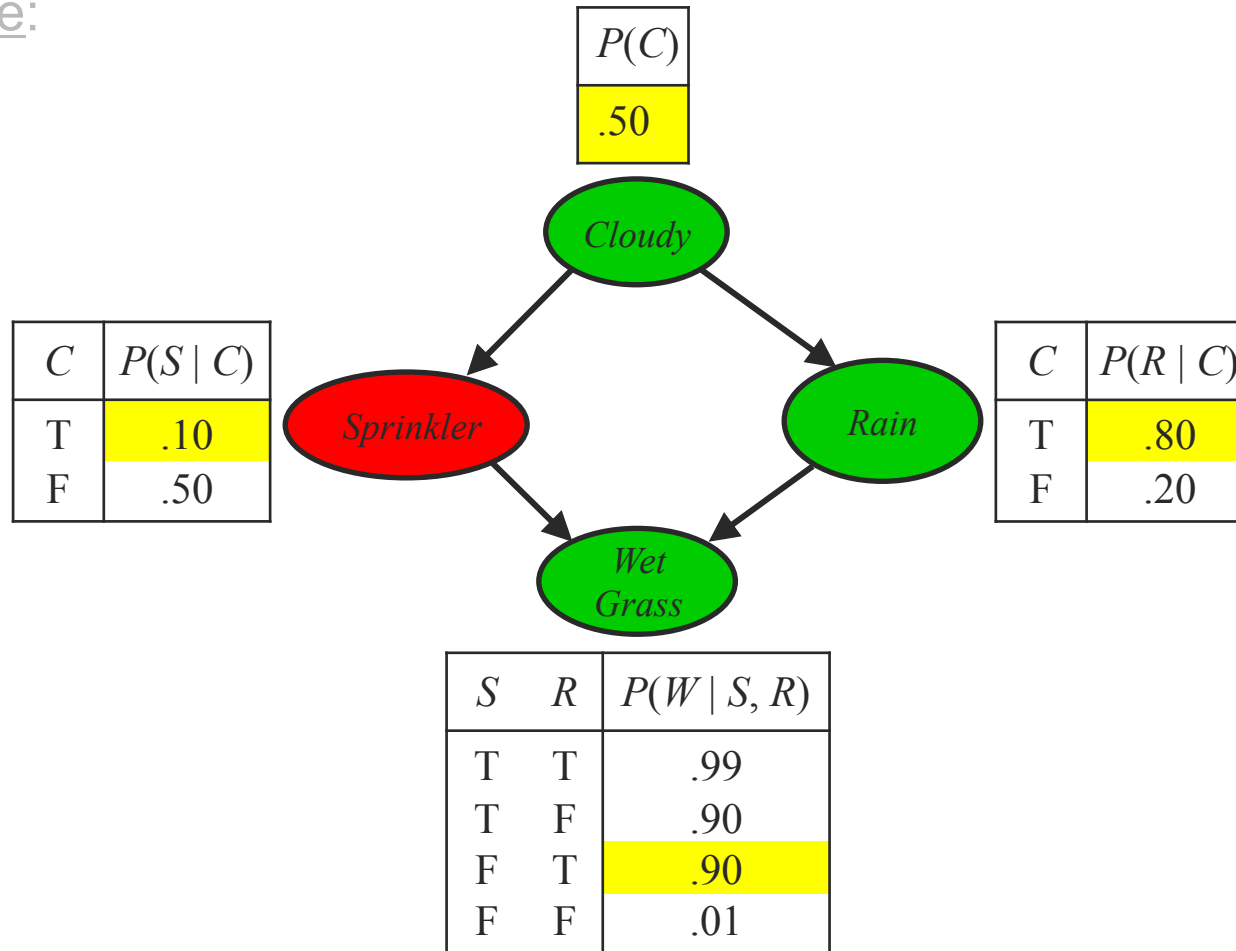 e:
P(C)
.50
Cloudy
C P(S | C)
T .10
F .50
Sprinkler
Rain
C P(R | C)
T .80
F .20
Wet
Grass
S R P(W | S, R)
T T .99
T F .90
F T .90
F F .01